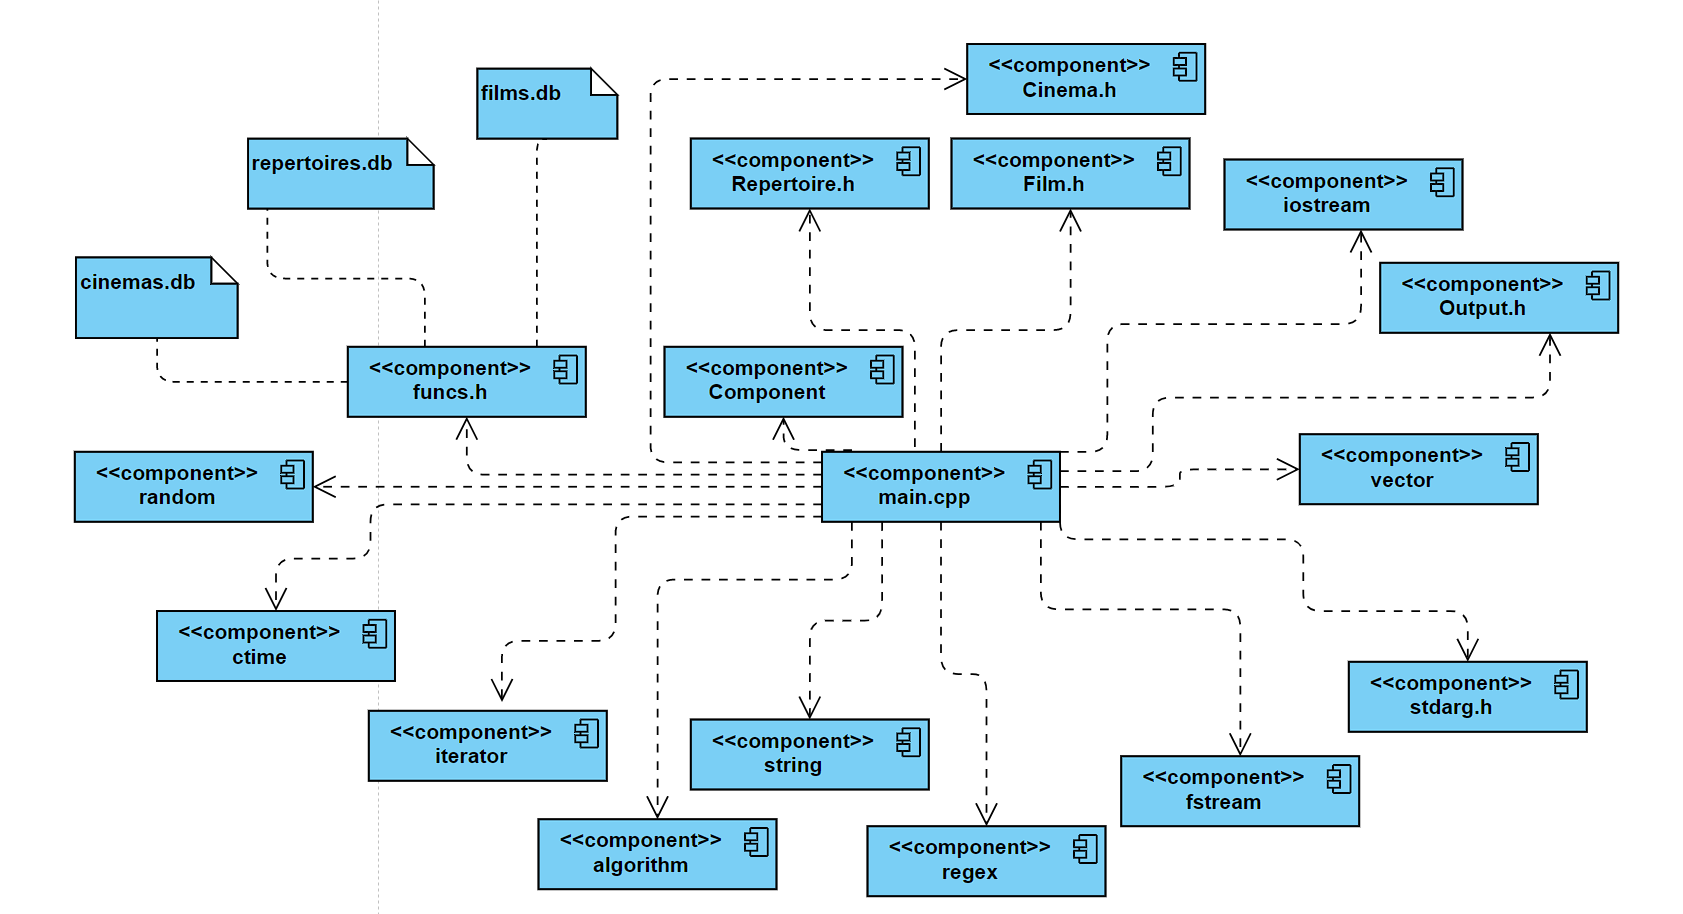 <<component>>
Cinema.h
films.db
repertoires.db
<<component>>
Repertoire.h
<<component>>
Film.h
<<component>>
iostream
cinemas.db
<<component>>
Output.h
<<component>>
funcs.h
<<component>>
Component
<<component>>
random
<<component>>
main.cpp
<<component>>
vector
<<component>>
ctime
<<component>>
iterator
<<component>>
string
<<component>>
stdarg.h
<<component>>
algorithm
<<component>>
regex
<<component>>
fstream